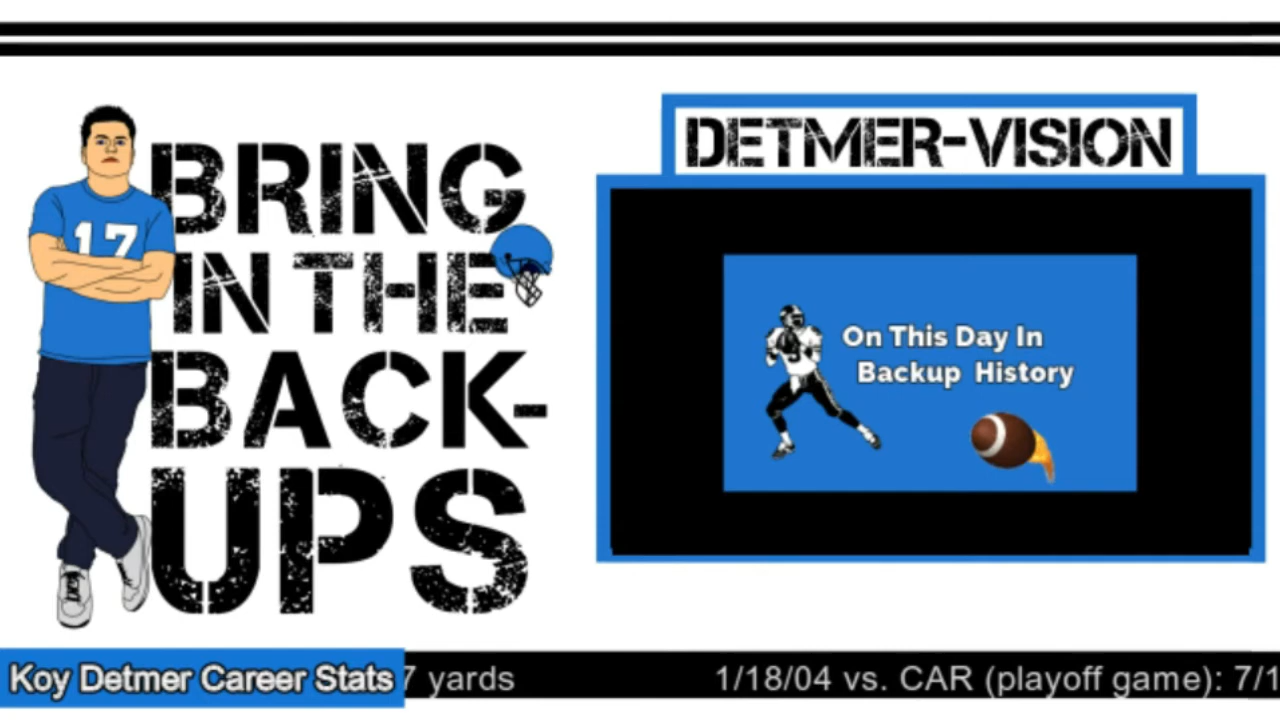 BRING
IN THE
BACK-
UPS
17
DETMER-VISION
On This Day In
Backup History
Koy Detmer Career Stats
7 yards
1/18/04 vs. CAR (playoff game): 7/1